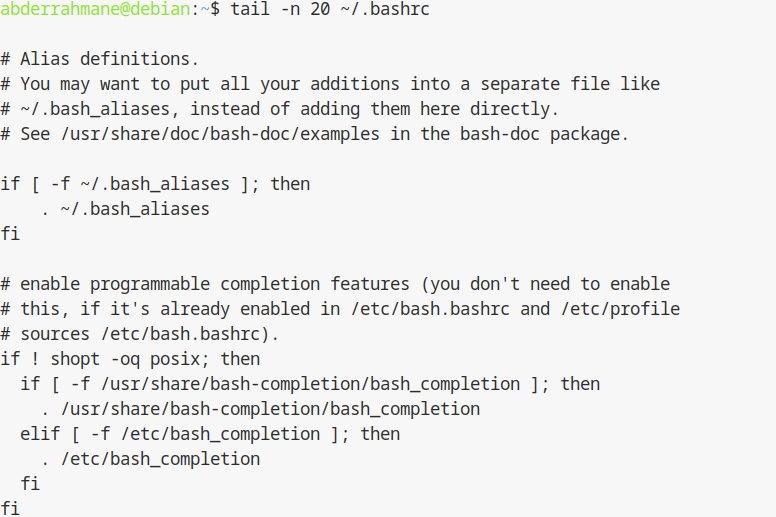 abderrahmane@debian:~$ tail -n 20 ~/.bashrc

# Alias definitions.
# You may want to put all your additions into a separate file like
# ~/.bash_aliases, instead of adding them here directly.
# See /usr/share/doc/bash-doc/examples in the bash-doc package.

if [ -f ~/.bash_aliases ]; then
    . ~/.bash_aliases
fi

# enable programmable completion features (you don't need to enable
# this, if it's already enabled in /etc/bash.bashrc and /etc/profile
# sources /etc/bash.bashrc).
if ! shopt -oq posix; then
  if [ -f /usr/share/bash-completion/bash_completion ]; then
    . /usr/share/bash-completion/bash_completion
  elif [ -f /etc/bash_completion ]; then
    . /etc/bash_completion
  fi
fi